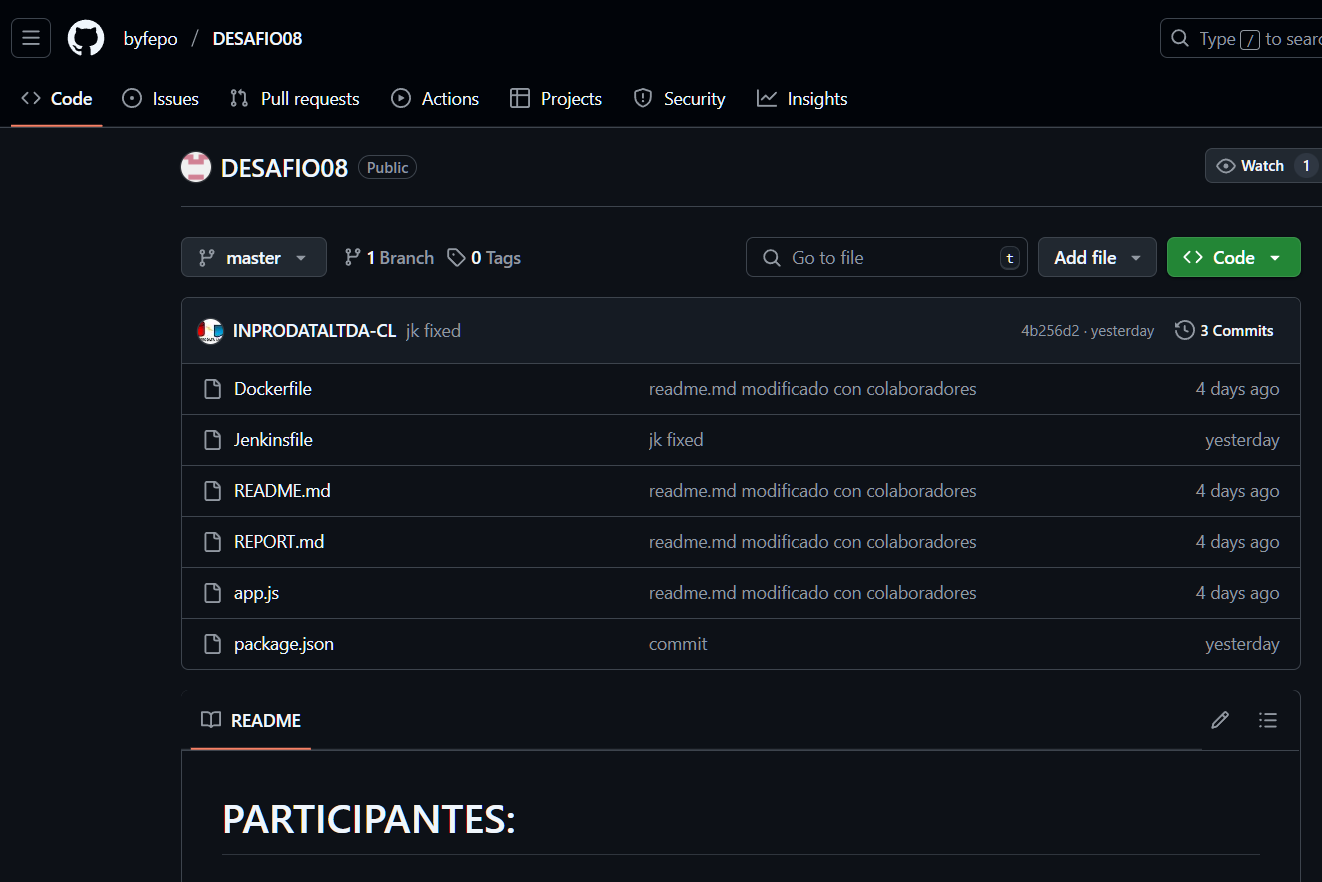 byfepo / DESAFIO08
Type / to sear
Code Issues Pull requests Actions Projects Security Insights
DESAFIO08 Public
Watch 1
master 1 Branch 0 Tags
Go to file t
Add file
Code
INPRODATALTDA-CL jk fixed 4b256d2 · yesterday 3 Commits
Dockerfile readme.md modificado con colaboradores 4 days ago
Jenkinsfile jk fixed yesterday
README.md readme.md modificado con colaboradores 4 days ago
REPORT.md readme.md modificado con colaboradores 4 days ago
app.js readme.md modificado con colaboradores 4 days ago
package.json commit yesterday
README
PARTICIPANTES: